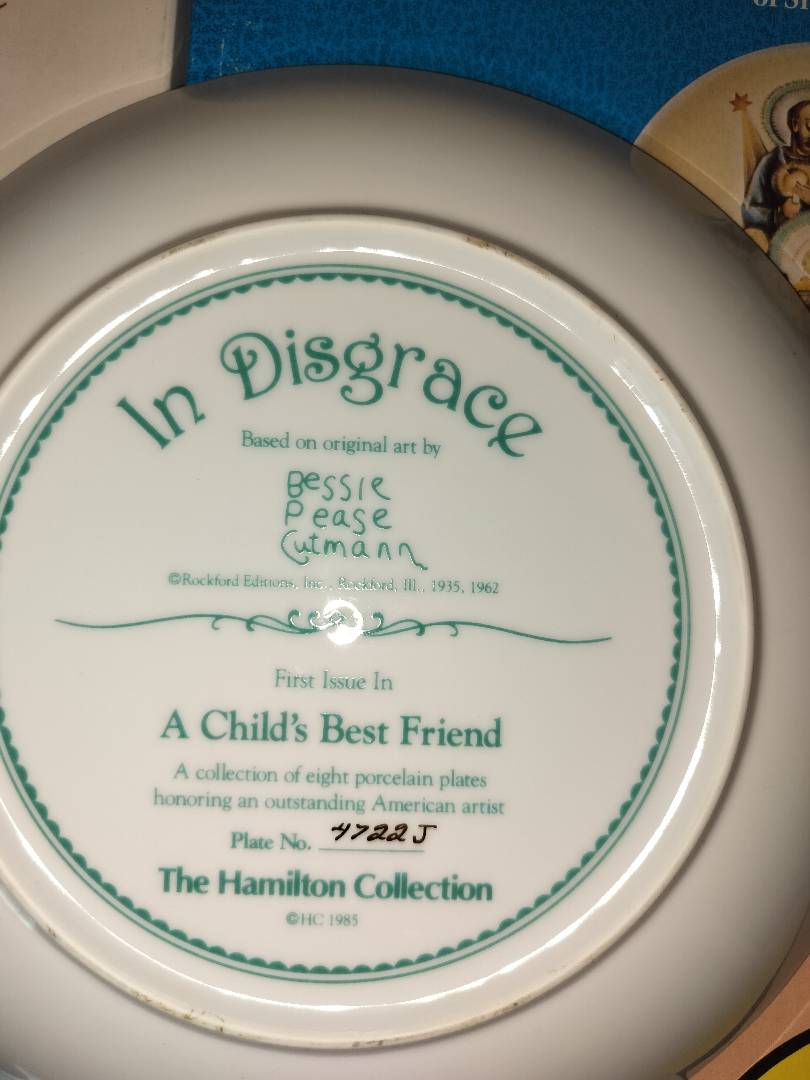 In Disgrace
Based on original art by
Bessie
Pease
Gutmann
©Rockford Editions, Inc., Rockford, Ill., 1935, 1962
First Issue In
A Child's Best Friend
A collection of eight porcelain plates
honoring an outstanding American artist
Plate No. 4722J
The Hamilton Collection
©HC 1985